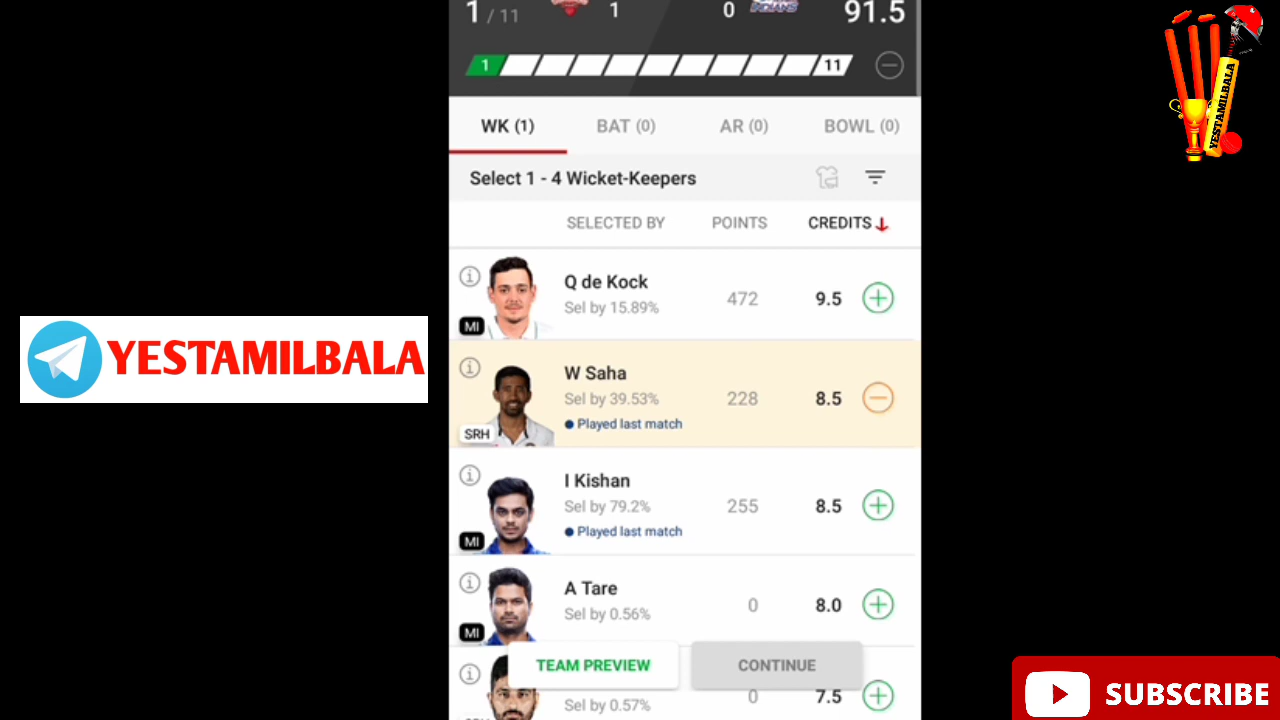 1 / 11
1
0
INDIANS
91.5
1
11
WK (1)
BAT (0)
AR (0)
BOWL (0)
Select 1 - 4 Wicket-Keepers
SELECTED BY
POINTS
CREDITS
Q de Kock
Sel by 15.89%
472
9.5
MI
W Saha
Sel by 39.53%
228
8.5
Played last match
SRH
I Kishan
Sel by 79.2%
255
8.5
Played last match
MI
A Tare
Sel by 0.56%
0
8.0
MI
TEAM PREVIEW
CONTINUE
Sel by 0.57%
0
7.5
YESTAMILBALA
YESTAMILBALA
SUBSCRIBE